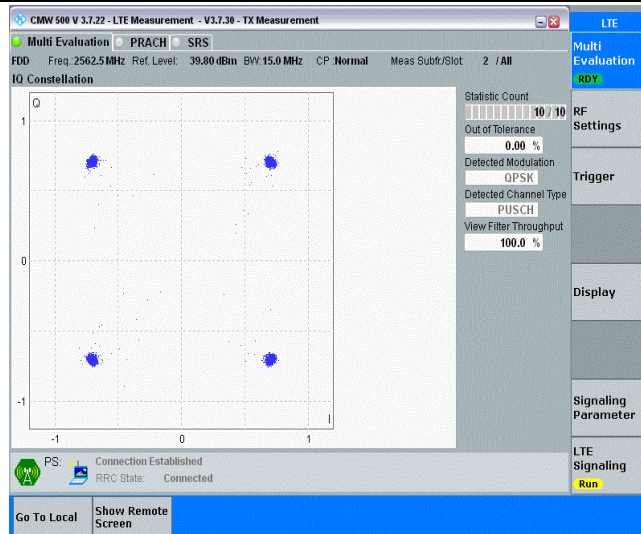 CMW 500 V 3.7.22 - LTE Measurement - V3.7.30 - TX Measurement
LTE
Multi Evaluation PRACH SRS
Multi
Evaluation
RDY
FDD Freq.:2562.5 MHz Ref. Level: 39.80 dBm BW:15.0 MHz CP :Normal Meas Subfr/Slot: 2 / All
IQ Constellation
Statistic Count
10 / 10
Out of Tolerance
0.00 %
Detected Modulation
QPSK
Detected Channel Type
PUSCH
View Filter Throughput
100.0 %
Q
1
0
-1
I
-1 0 1
RF
Settings
Trigger
Display
Signaling
Parameter
LTE
Signaling
Run
PS: Connection Established
RRC State: Connected
Go To Local
Show Remote
Screen